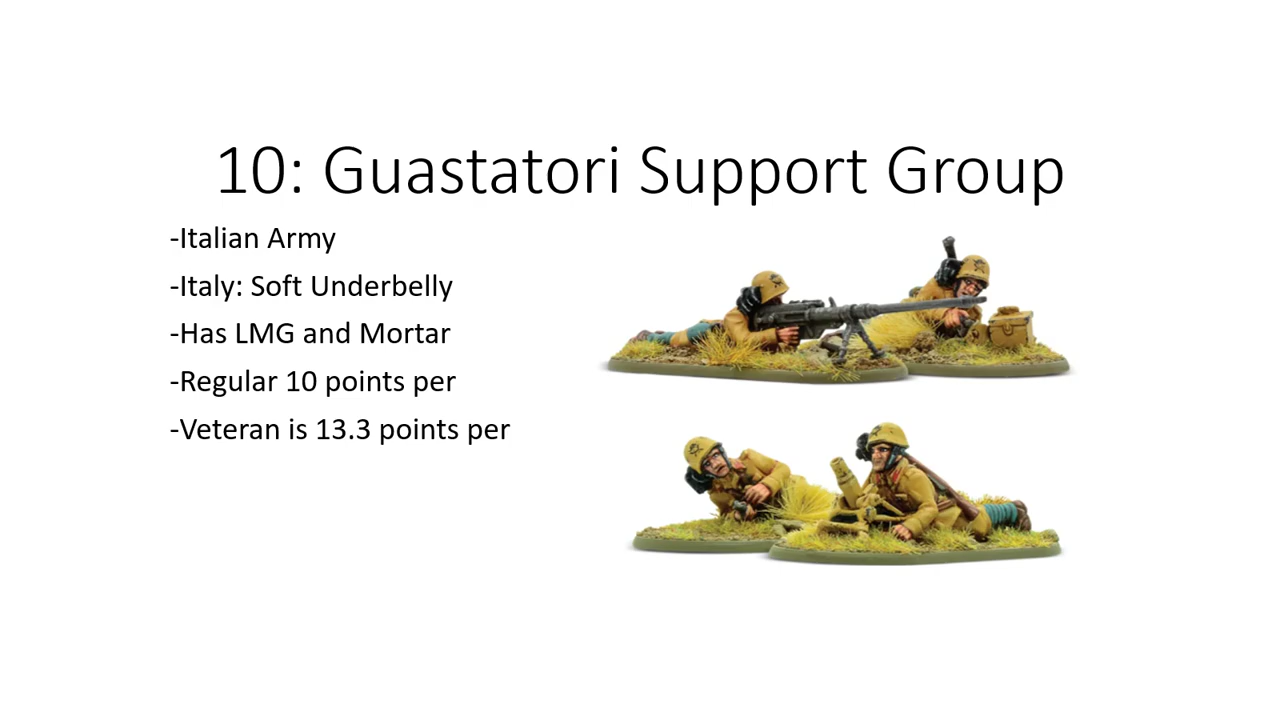 10: Guastatori Support Group
-Italian Army
-Italy: Soft Underbelly
-Has LMG and Mortar
-Regular 10 points per
-Veteran is 13.3 points per